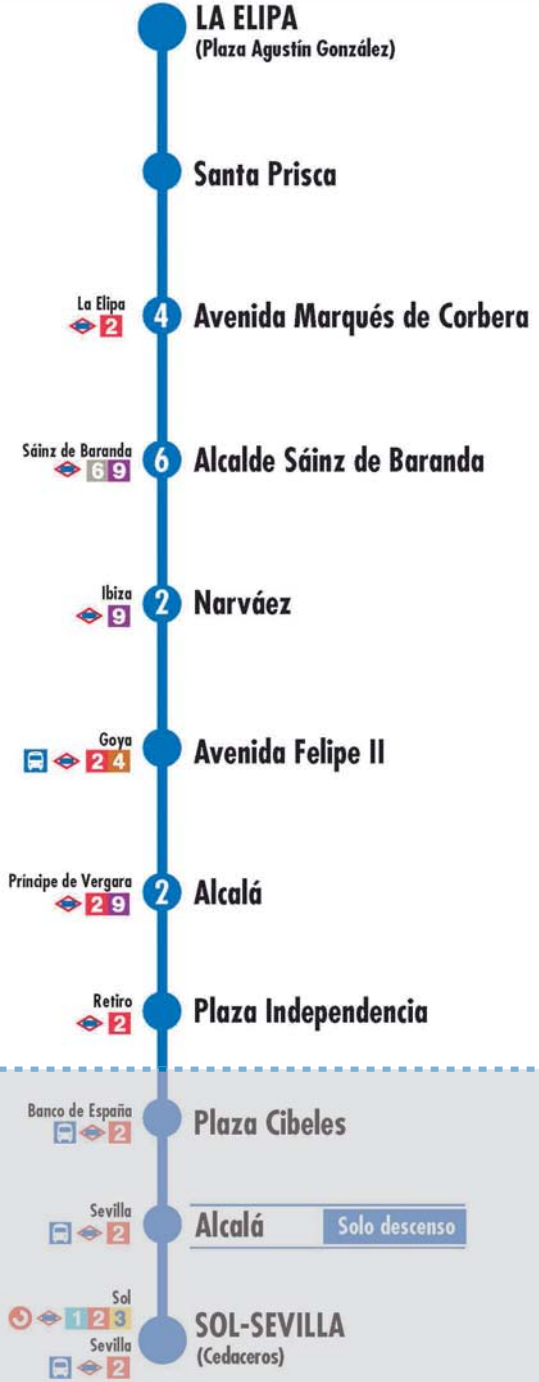 LA ELIPA
(Plaza Agustín González)
Santa Prisca
La Elipa
2
4
Avenida Marqués de Corbera
Sáinz de Baranda
6 9
6
Alcalde Sáinz de Baranda
Ibiza
9
2
Narváez
Goya
2 4
Avenida Felipe II
Príncipe de Vergara
2 9
2
Alcalá
Retiro
2
Plaza Independencia
Banco de España
2
Plaza Cibeles
Sevilla
2
Alcalá
Solo descenso
Sol
1 2 3
Sevilla
2
SOL-SEVILLA
(Cedaceros)